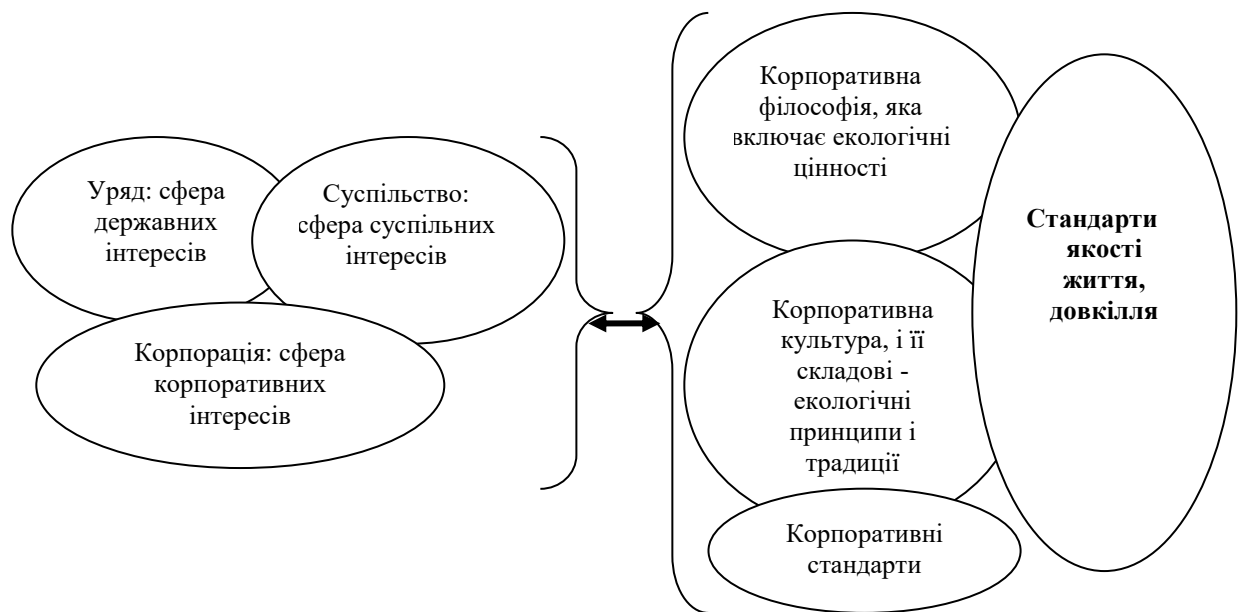 Уряд: сфера
державних
інтересів
Суспільство:
сфера суспільних
інтересів
Корпорація: сфера
корпоративних
інтересів
Корпоративна
філософія, яка
включає екологічні
цінності
Корпоративна
культура, і її
складові -
екологічні
принципи і
традиції
Корпоративні
стандарти
Стандарти
якості
життя,
довкілля